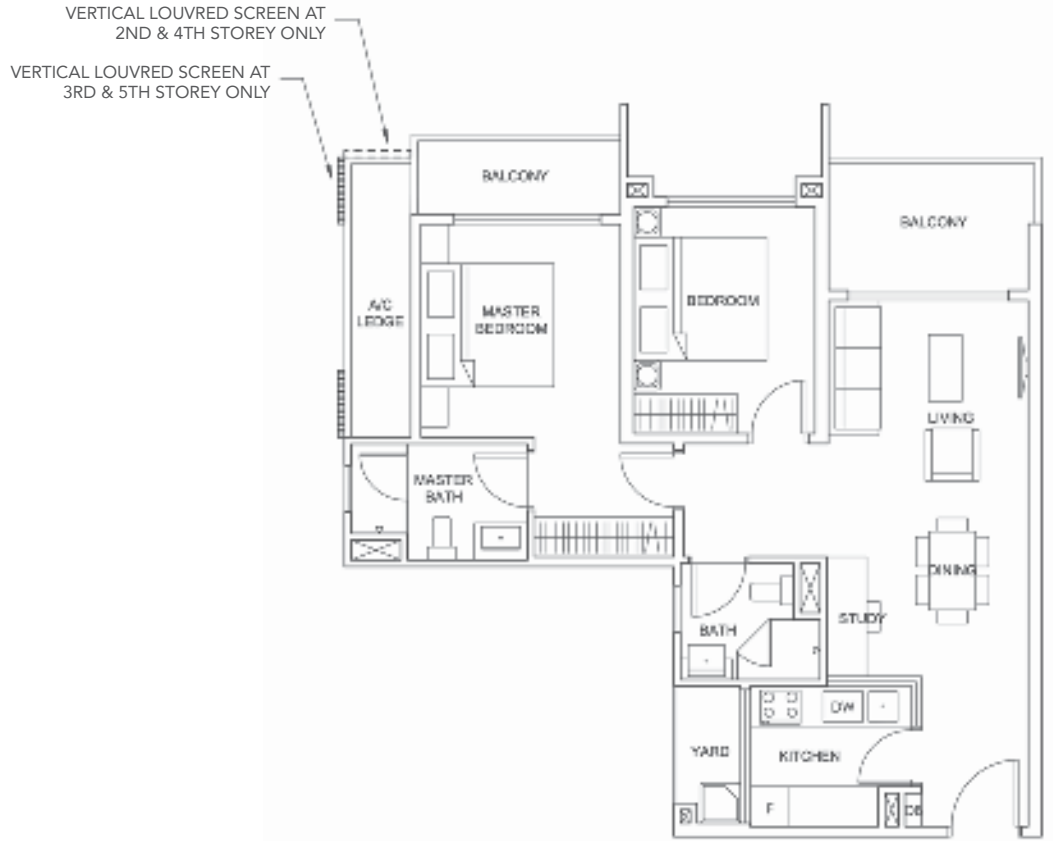 VERTICAL LOUVRED SCREEN AT
2ND & 4TH STOREY ONLY
VERTICAL LOUVRED SCREEN AT
3RD & 5TH STOREY ONLY
BALCONY
BALCONY
A/C
LEDGE
MASTER
BEDROOM
BEDROOM
LIVING
MASTER
BATH
DINING
STUDY
BATH
DW
YARD
KITCHEN
F
DB